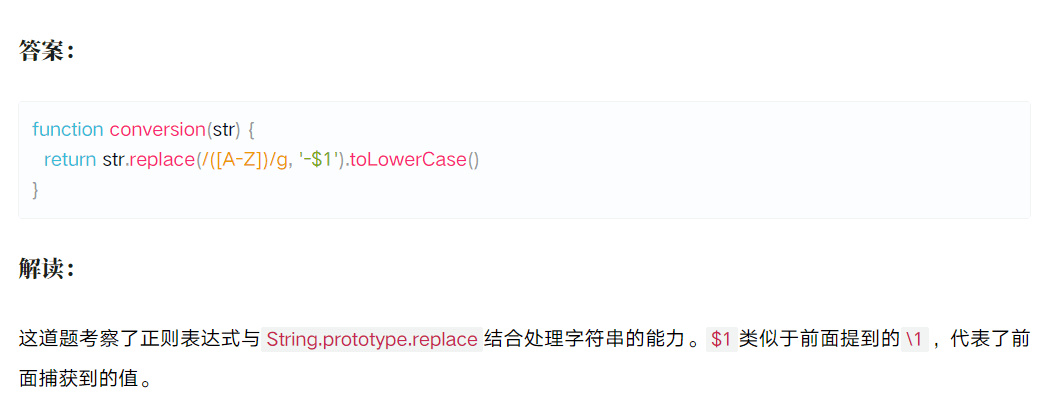 答案：
function conversion(str) {
  return str.replace(/([A-Z])/g, '-$1').toLowerCase()
}
解读：
这道题考察了正则表达式与 String.prototype.replace 结合处理字符串的能力。 $1 类似于前面提到的 \1 ，代表了前
面捕获到的值。